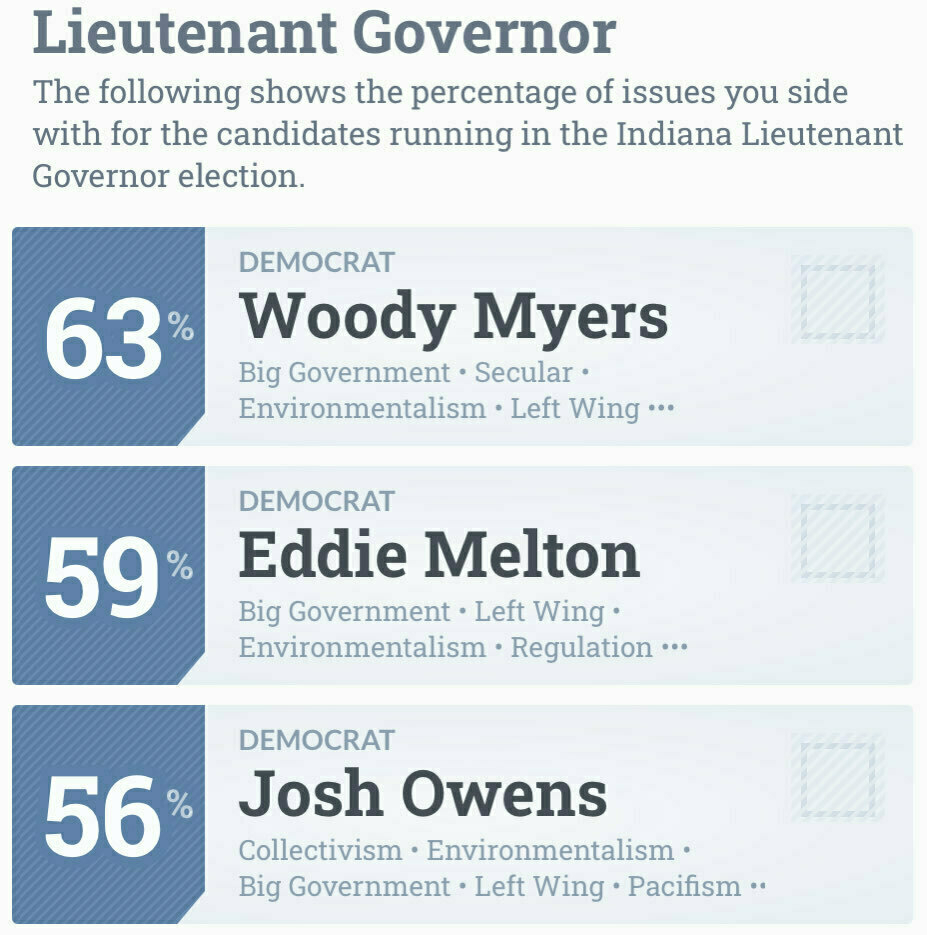 Lieutenant Governor
The following shows the percentage of issues you side
with for the candidates running in the Indiana Lieutenant
Governor election.
63%
DEMOCRAT
Woody Myers
Big Government • Secular •
Environmentalism • Left Wing •••
59%
DEMOCRAT
Eddie Melton
Big Government • Left Wing •
Environmentalism • Regulation •••
56%
DEMOCRAT
Josh Owens
Collectivism • Environmentalism •
Big Government • Left Wing • Pacifism ••